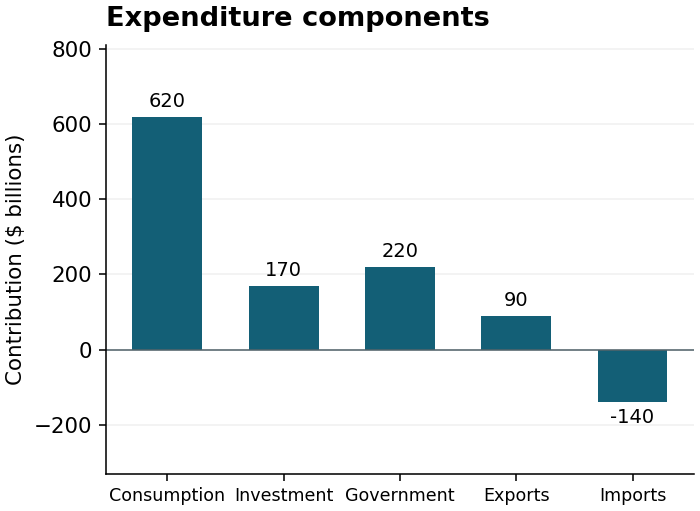 Expenditure components
Contribution ($ billions)
800
600
400
200
0
−200
620
170
220
90
-140
Consumption
Investment
Government
Exports
Imports